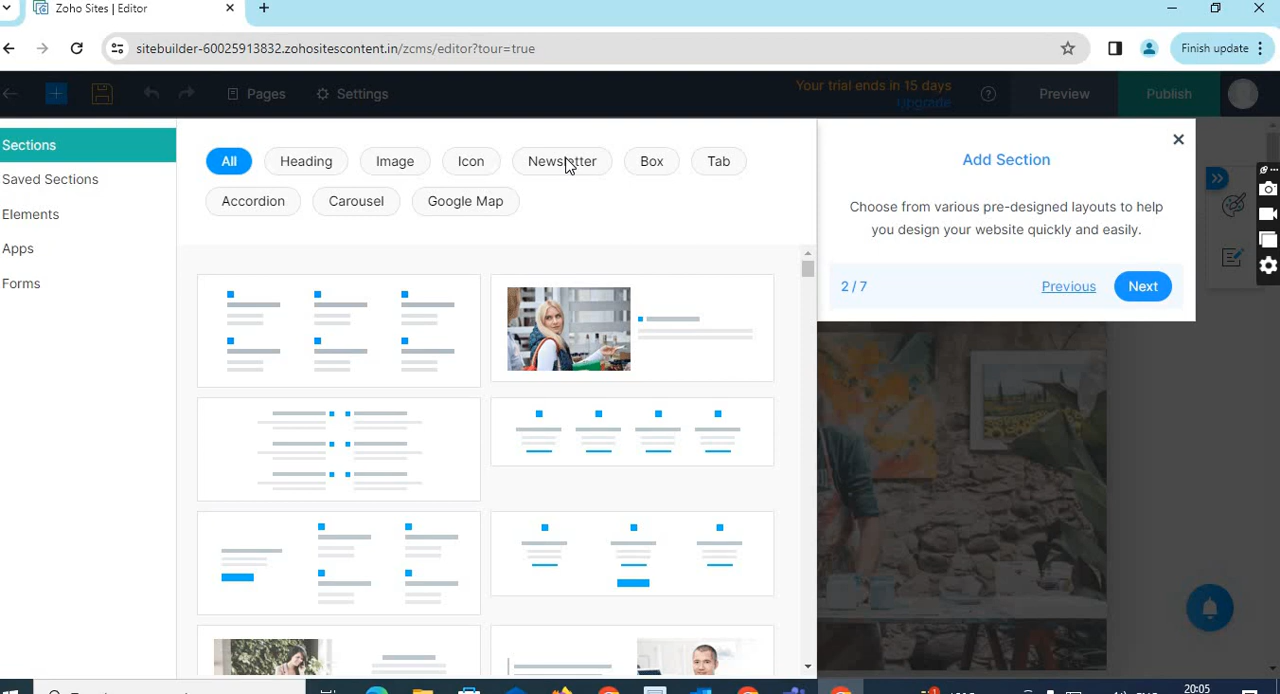 Zoho Sites | Editor
sitebuilder-60025913832.zohositescontent.in/zcms/editor?tour=true
Finish update
Pages
Settings
Your trial ends in 15 days
Upgrade
Preview
Publish
Sections
Saved Sections
Elements
Apps
Forms
All
Heading
Image
Icon
Newsletter
Box
Tab
Accordion
Carousel
Google Map
Add Section
Choose from various pre-designed layouts to help
you design your website quickly and easily.
2 / 7
Previous
Next
20:05